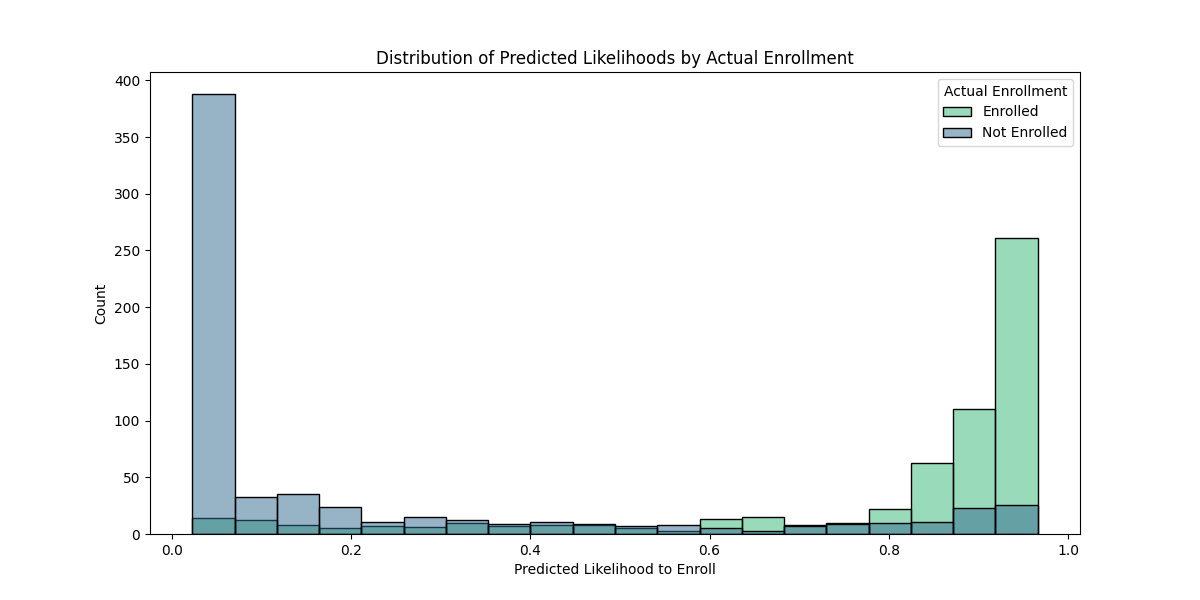 Distribution of Predicted Likelihoods by Actual Enrollment
Actual Enrollment
Enrolled
Not Enrolled
Count
400
350
300
250
200
150
100
50
0
0.0 0.2 0.4 0.6 0.8 1.0
Predicted Likelihood to Enroll